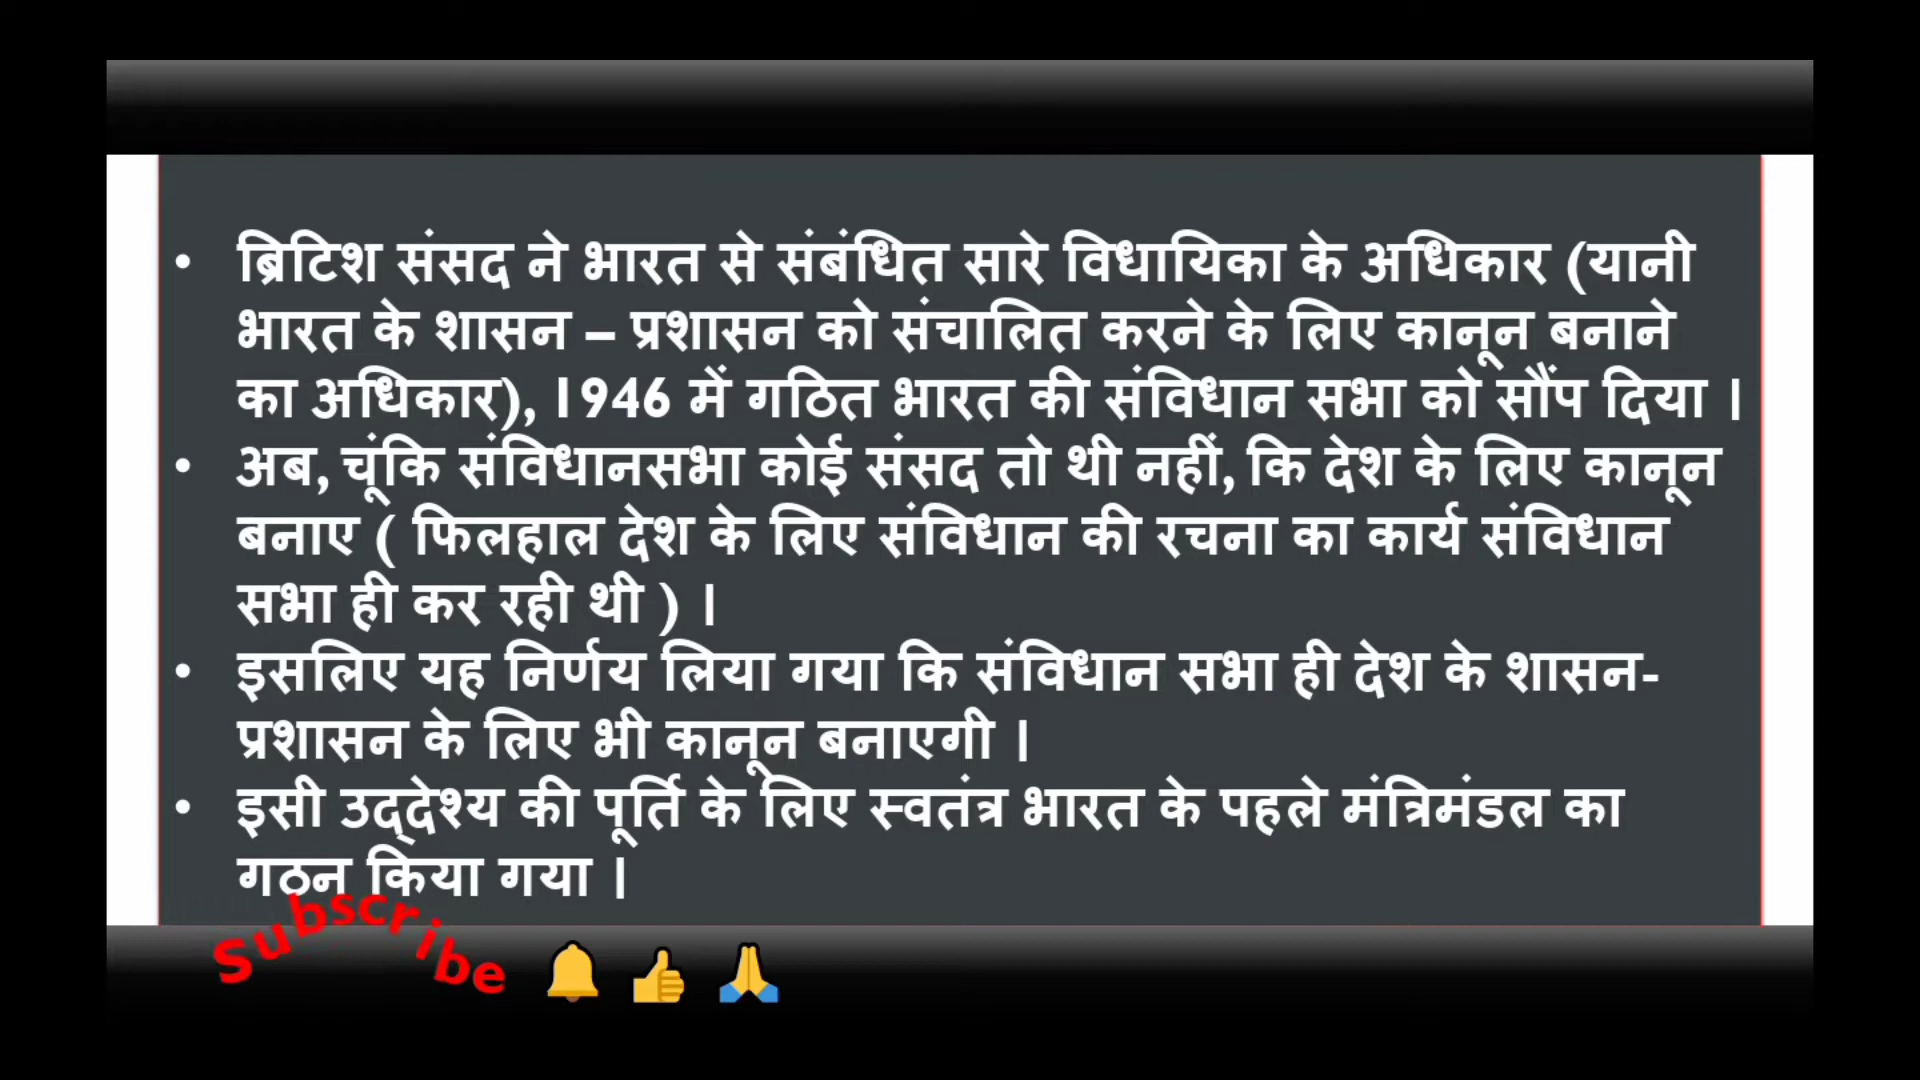 • ब्रिटिश संसद ने भारत से संबंधित सारे विधायिका के अधिकार (यानी
भारत के शासन – प्रशासन को संचालित करने के लिए कानून बनाने
का अधिकार), 1946 में गठित भारत की संविधान सभा को सौंप दिया ।
• अब, चूंकि संविधानसभा कोई संसद तो थी नहीं, कि देश के लिए कानून
बनाए ( फिलहाल देश के लिए संविधान की रचना का कार्य संविधान
सभा ही कर रही थी ) ।
• इसलिए यह निर्णय लिया गया कि संविधान सभा ही देश के शासन-
प्रशासन के लिए भी कानून बनाएगी ।
• इसी उद्देश्य की पूर्ति के लिए स्वतंत्र भारत के पहले मंत्रिमंडल का
गठन किया गया ।
Subscribe